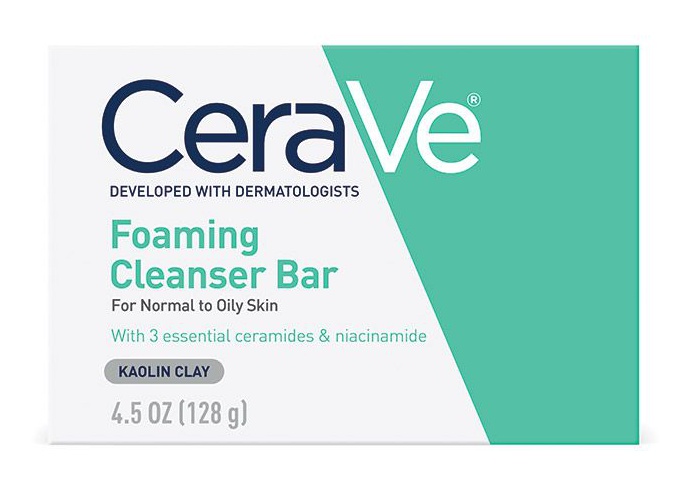 CeraVe®
DEVELOPED WITH DERMATOLOGISTS
Foaming
Cleanser Bar
For Normal to Oily Skin
With 3 essential ceramides & niacinamide
KAOLIN CLAY
4.5 OZ (128 g)